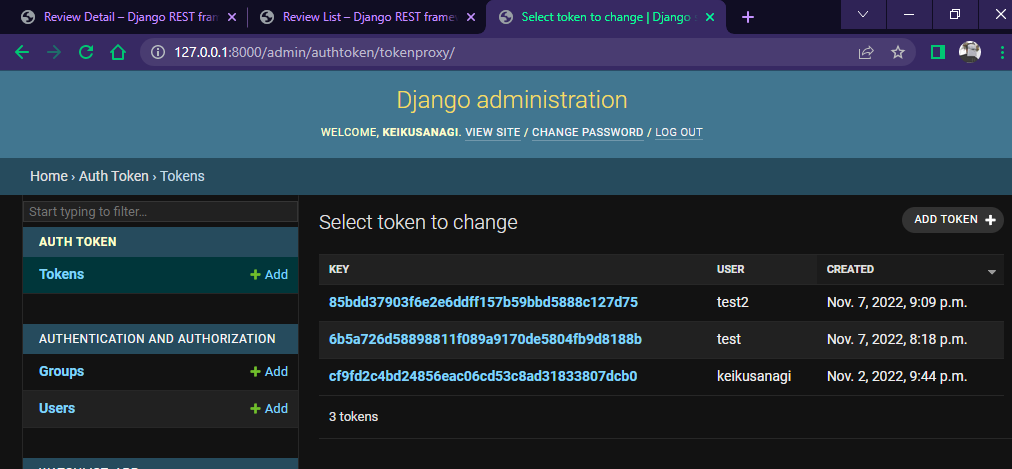 Review Detail – Django REST fram
Review List – Django REST framew
Select token to change | Django
127.0.0.1:8000/admin/authtoken/tokenproxy/
Django administration
WELCOME, KEIKUSANAGI. VIEW SITE / CHANGE PASSWORD / LOG OUT
Home › Auth Token › Tokens
Start typing to filter...
AUTH TOKEN
Tokens + Add
AUTHENTICATION AND AUTHORIZATION
Groups + Add
Users + Add
Select token to change
ADD TOKEN +
KEY USER CREATED
85bdd37903f6e2e6ddff157b59bbd5888c127d75 test2 Nov. 7, 2022, 9:09 p.m.
6b5a726d58898811f089a9170de5804fb9d8188b test Nov. 7, 2022, 8:18 p.m.
cf9fd2c4bd24856eac06cd53c8ad31833807dcb0 keikusanagi Nov. 2, 2022, 9:44 p.m.
3 tokens